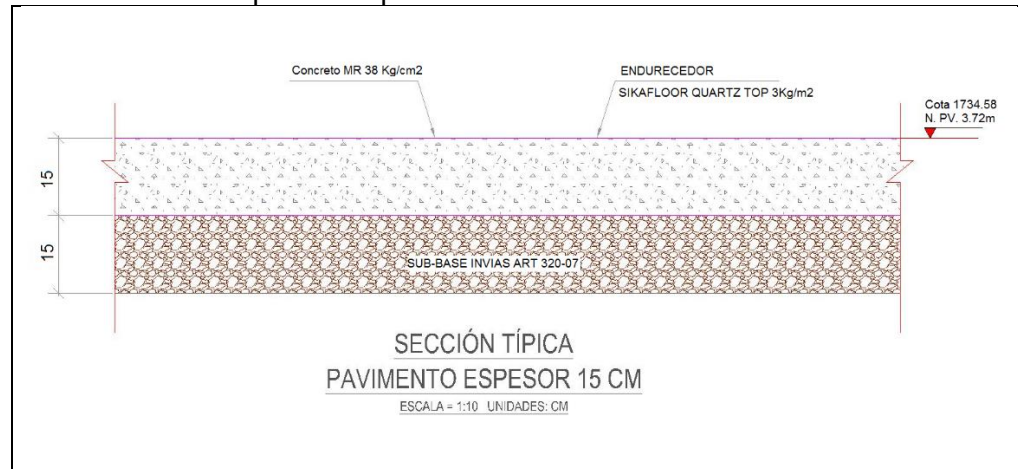 Concreto MR 38 Kg/cm2
ENDURECEDOR
SIKAFLOOR QUARTZ TOP 3Kg/m2
Cota 1734.58
N. PV. 3.72m
15
15
SUB-BASE INVIAS ART 320-07
SECCIÓN TÍPICA
PAVIMENTO ESPESOR 15 CM
ESCALA = 1:10 UNIDADES: CM